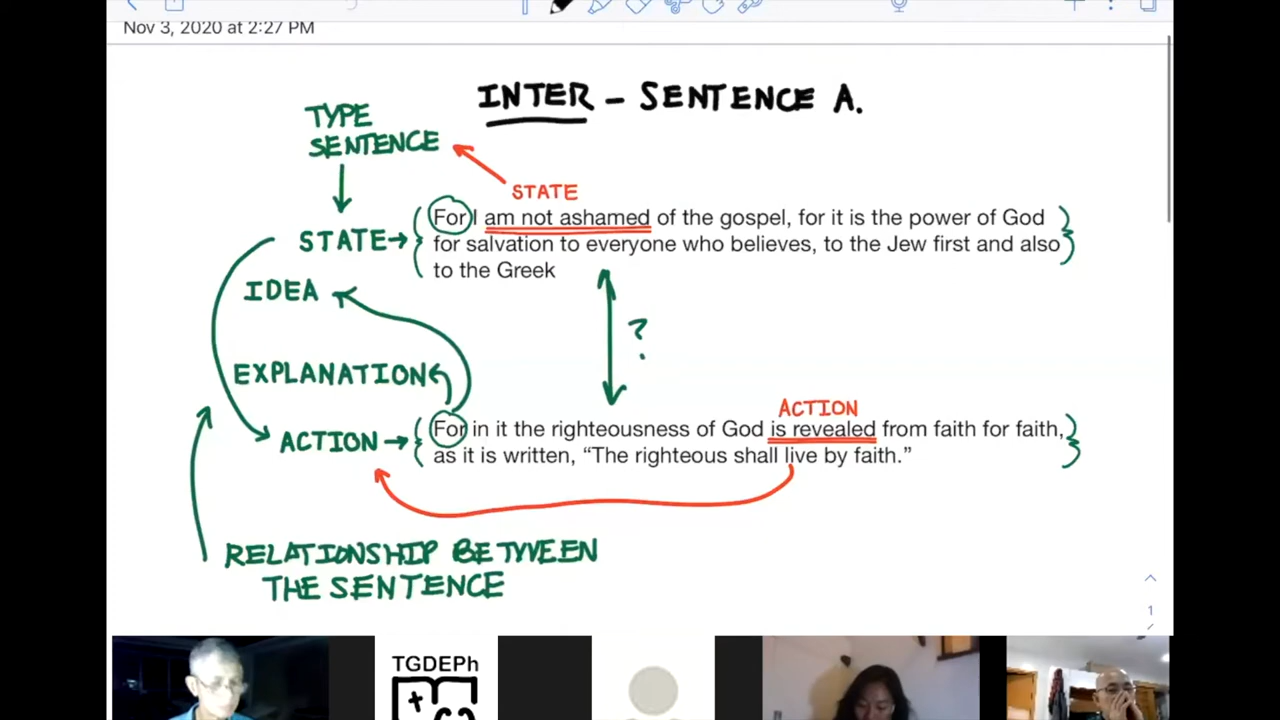 Nov 3, 2020 at 2:27 PM
INTER - SENTENCE A.
TYPE
SENTENCE
STATE
For I am not ashamed of the gospel, for it is the power of God
STATE
for salvation to everyone who believes, to the Jew first and also
to the Greek
IDEA
?
EXPLANATION
ACTION
For in it the righteousness of God is revealed from faith for faith,
ACTION
as it is written, “The righteous shall live by faith.”
RELATIONSHIP BETWEEN
THE SENTENCE
1
TGDEPh